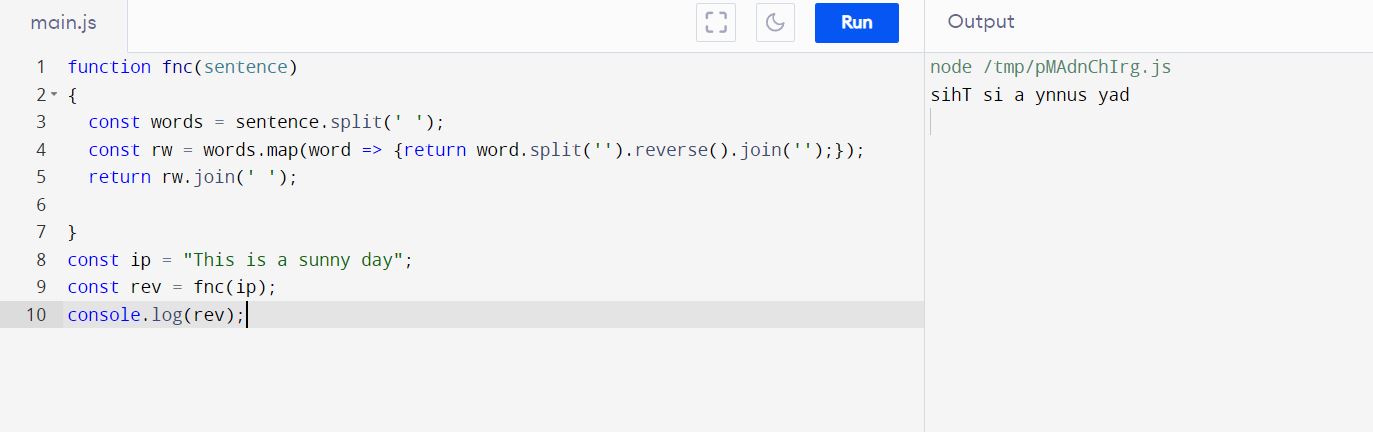 main.js
Run
Output
1 function fnc(sentence)
2 {
3 const words = sentence.split(' ');
4 const rw = words.map(word => {return word.split('').reverse().join('');});
5 return rw.join(' ');
6
7 }
8 const ip = "This is a sunny day";
9 const rev = fnc(ip);
10 console.log(rev);
node /tmp/pMAdnChIrg.js
sihT si a ynnus yad